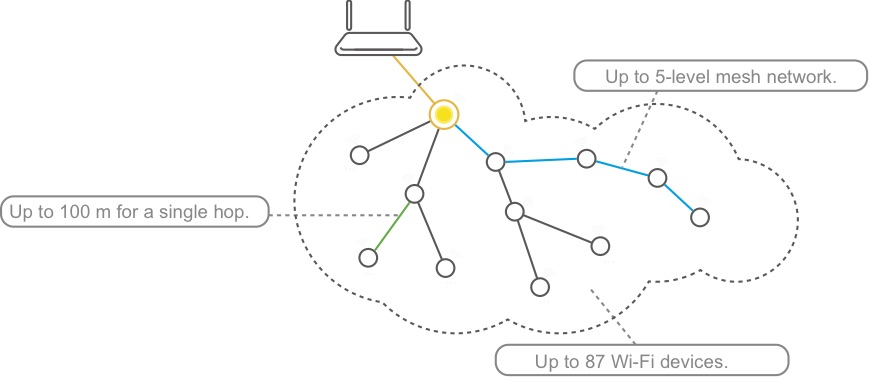 Up to 5-level mesh network.
Up to 100 m for a single hop.
Up to 87 Wi-Fi devices.